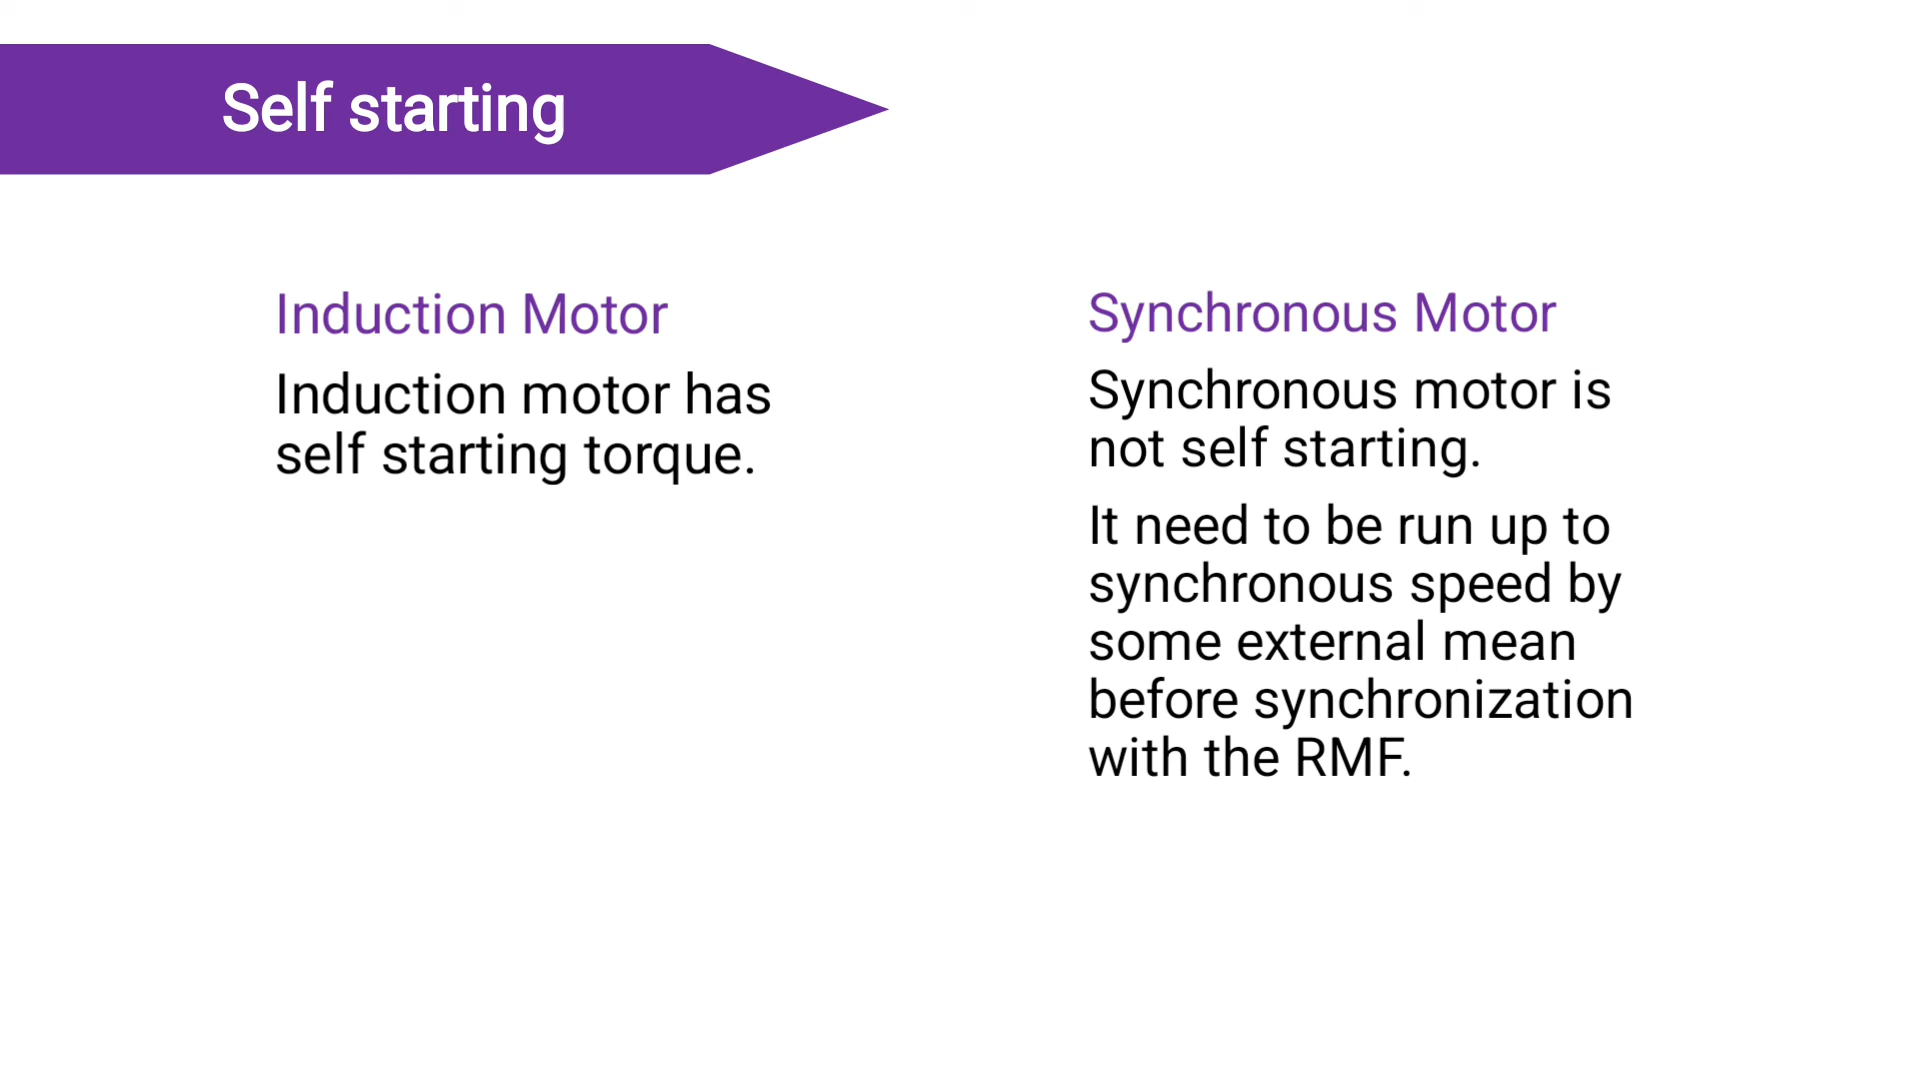 Self starting
Induction Motor
Induction motor has
self starting torque.
Synchronous Motor
Synchronous motor is
not self starting.
It need to be run up to
synchronous speed by
some external mean
before synchronization
with the RMF.